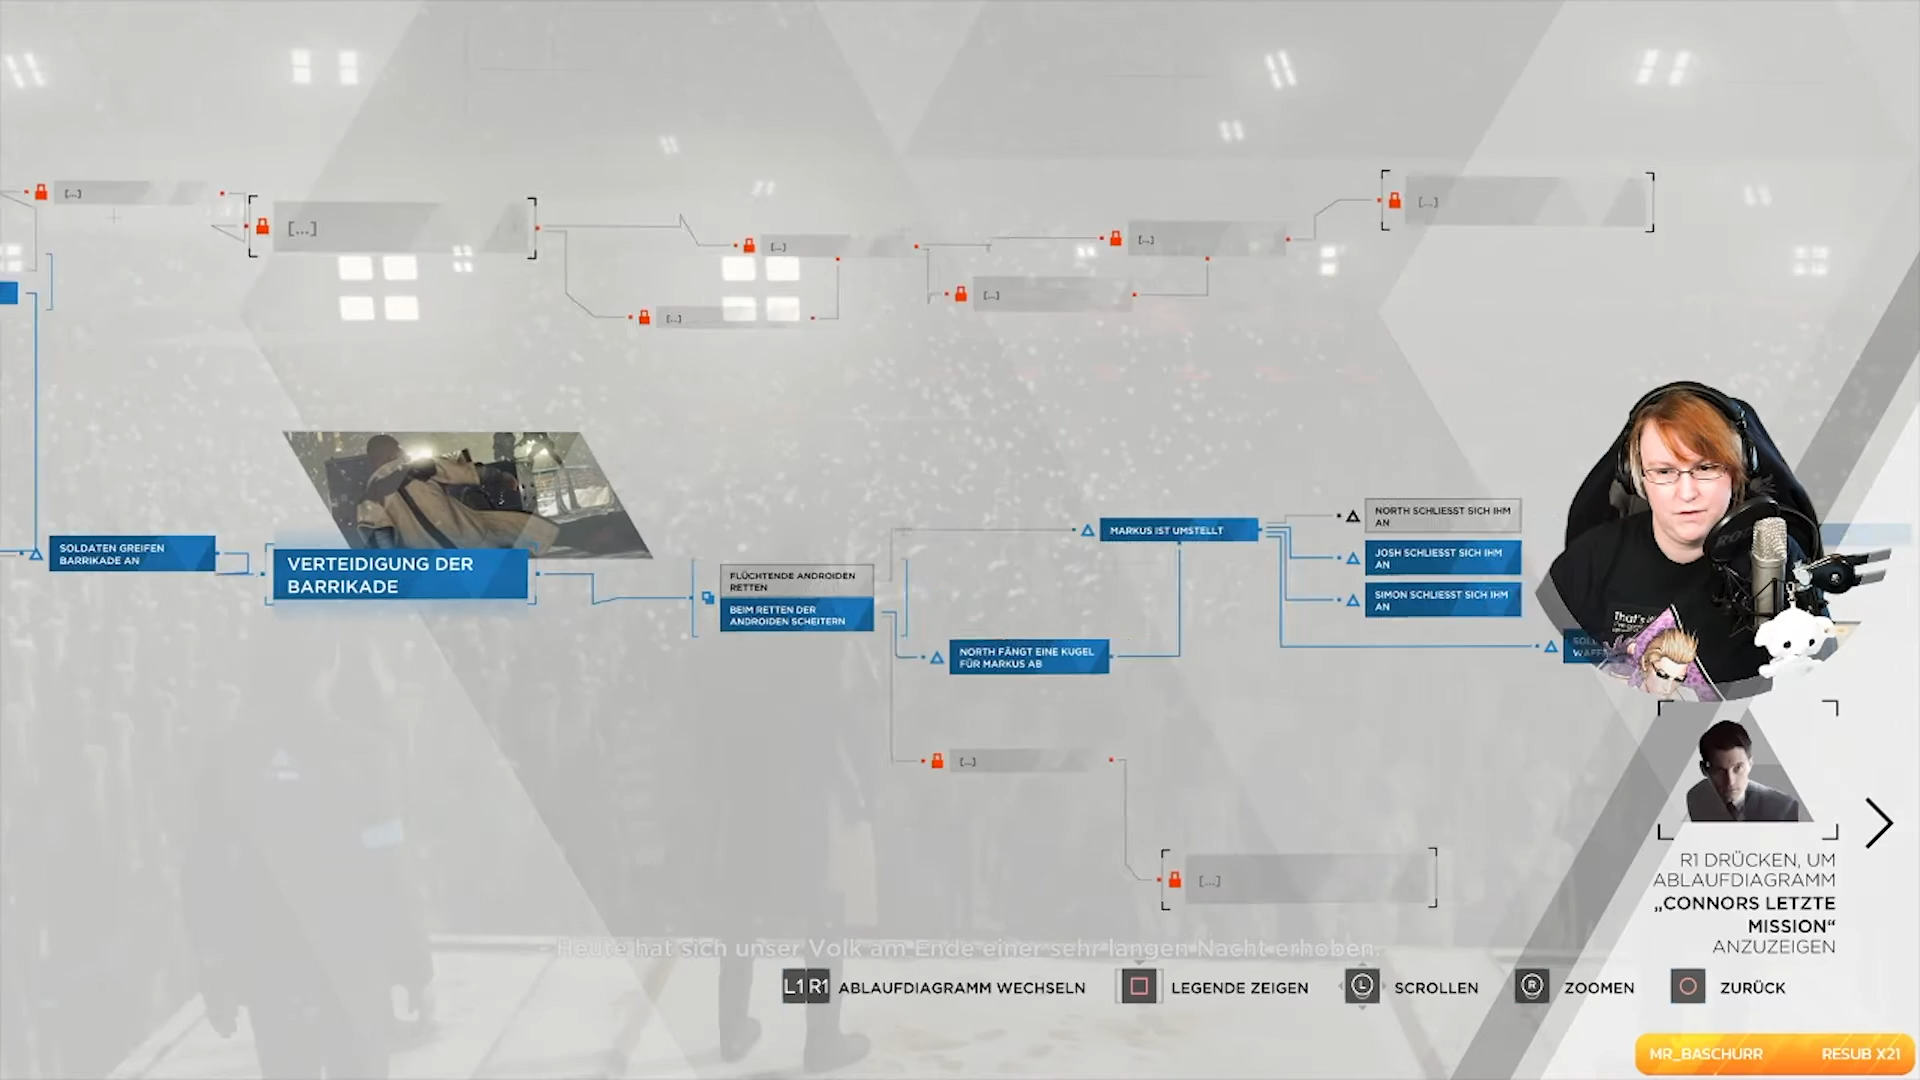 [...]
[...]
[...]
[...]
[...]
[...]
[...]
SOLDATEN GREIFEN
BARRIKADE AN
VERTEIDIGUNG DER
BARRIKADE
FLÜCHTENDE ANDROIDEN
RETTEN
BEIM RETTEN DER
ANDROIDEN SCHEITERN
NORTH FÄNGT EINE KUGEL
FÜR MARKUS AB
MARKUS IST UMSTELLT
NORTH SCHLIESST SICH IHM
AN
JOSH SCHLIESST SICH IHM
AN
SIMON SCHLIESST SICH IHM
AN
That's
[...]
[...]
R1 DRÜCKEN, UM
ABLAUFDIAGRAMM
„CONNORS LETZTE
MISSION“
ANZUZEIGEN
- Heute hat sich unser Volk am Ende einer sehr langen Nacht erhoben.
L1 R1 ABLAUFDIAGRAMM WECHSELN
LEGENDE ZEIGEN
L SCROLLEN
R ZOOMEN
ZURÜCK
MR_BASCHURR RESUB X21